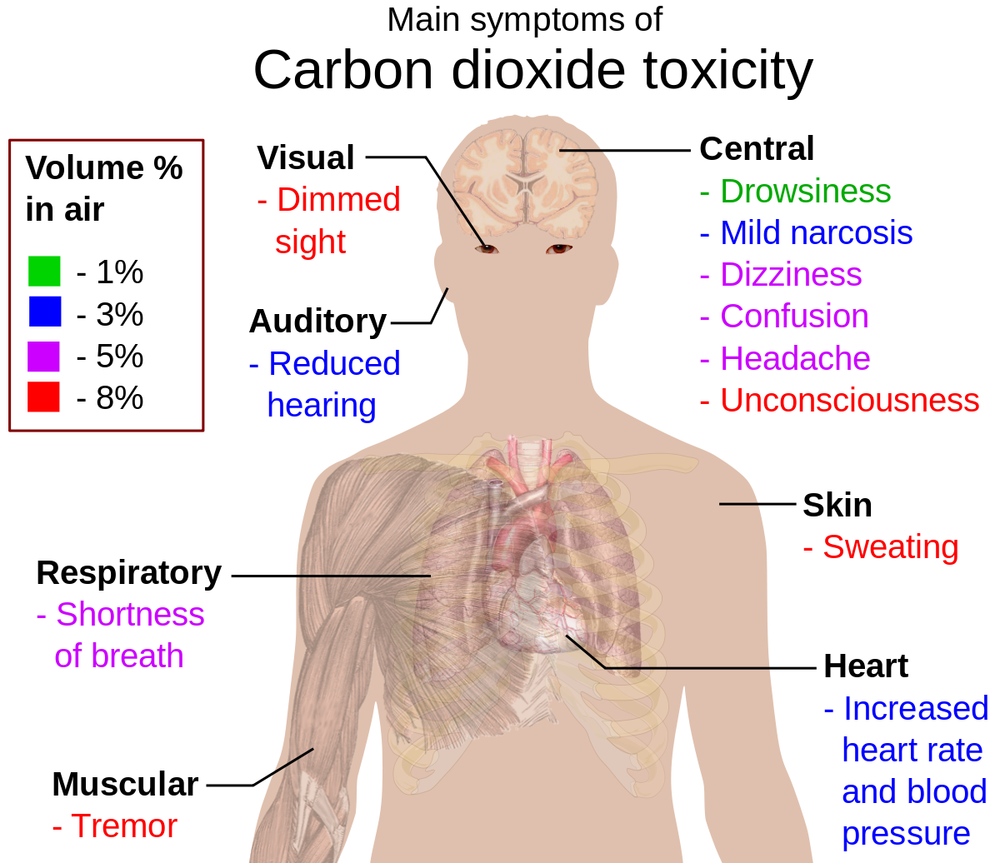 Main symptoms of
Carbon dioxide toxicity
Volume %
in air
- 1%
- 3%
- 5%
- 8%
Visual
- Dimmed
sight
Auditory
- Reduced
hearing
Respiratory
- Shortness
of breath
Muscular
- Tremor
Central
- Drowsiness
- Mild narcosis
- Dizziness
- Confusion
- Headache
- Unconsciousness
Skin
- Sweating
Heart
- Increased
heart rate
and blood
pressure